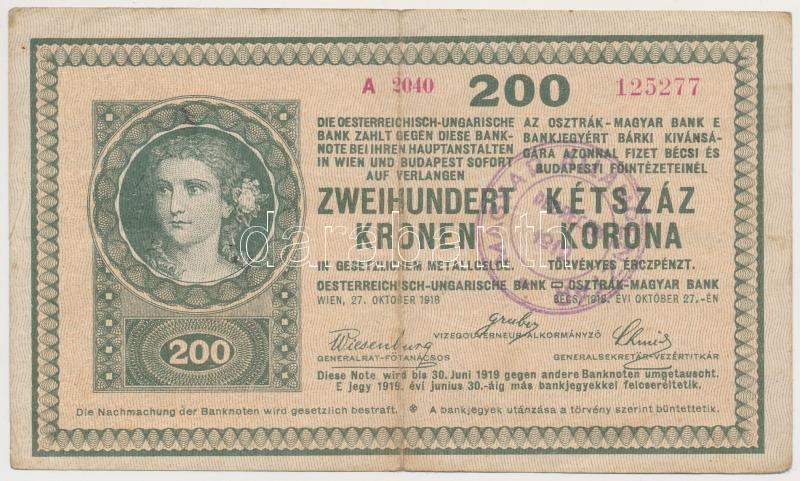 A 2040 200 125277
DIE OESTERREICHISCH-UNGARISCHE
BANK ZAHLT GEGEN DIESE BANK-
NOTE BEI IHREN HAUPTANSTALTEN
IN WIEN UND BUDAPEST SOFORT
AUF VERLANGEN
ZWEIHUNDERT
KRONEN
IN GESETZLICHEM METALLGELDE.
AZ OSZTRÁK-MAGYAR BANK E
BANKJEGYÉRT BÁRKI KIVÁNSÁ-
GÁRA AZONNAL FIZET BÉCSI ÉS
BUDAPESTI FŐINTÉZETEINÉL
KÉTSZÁZ
KORONA
TÖRVÉNYES ÉRCZPÉNZT.
OESTERREICHISCH-UNGARISCHE BANK OSZTRÁK-MAGYAR BANK
WIEN, 27. OKTOBER 1918 BÉCS, 1918. ÉVI OKTÓBER 27.-ÉN
Wiesenburg
GENERALRAT-FŐTANÁCSOS
Gruber
VIZEGOUVERNEUR-ALKORMÁNYZÓ
Schmid
GENERALSEKRETÄR-VEZÉRTITKÁR
Diese Note wird bis 30. Juni 1919 gegen andere Banknoten umgetauscht.
E jegy 1919. évi junius 30.-áig más bankjegyekkel felcseréltetik.
200
Die Nachmachung der Banknoten wird gesetzlich bestraft. A bankjegyek utánzása a törvény szerint büntettetik.
darabanth